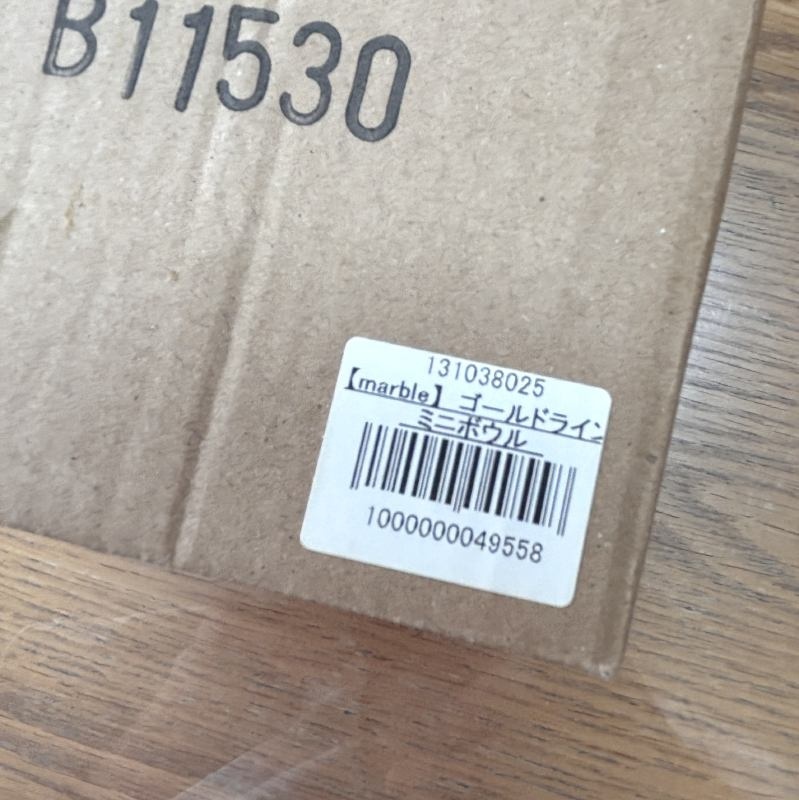 B11530
131038025
【marble】 ゴールドライン
ミニボウル
1000000049558